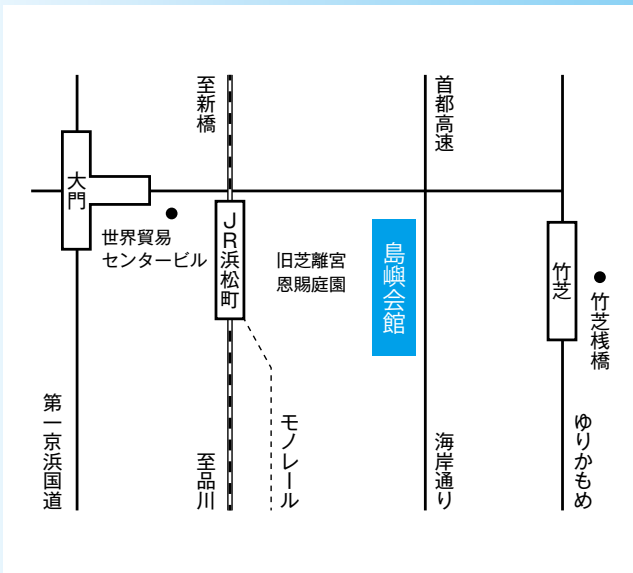 至新橋
首都高速
大門
世界貿易
センタービル
JR浜松町
旧芝離宮
恩賜庭園
島嶼会館
竹芝
竹芝桟橋
第一京浜国道
至品川
モノレール
海岸通り
ゆりかもめ